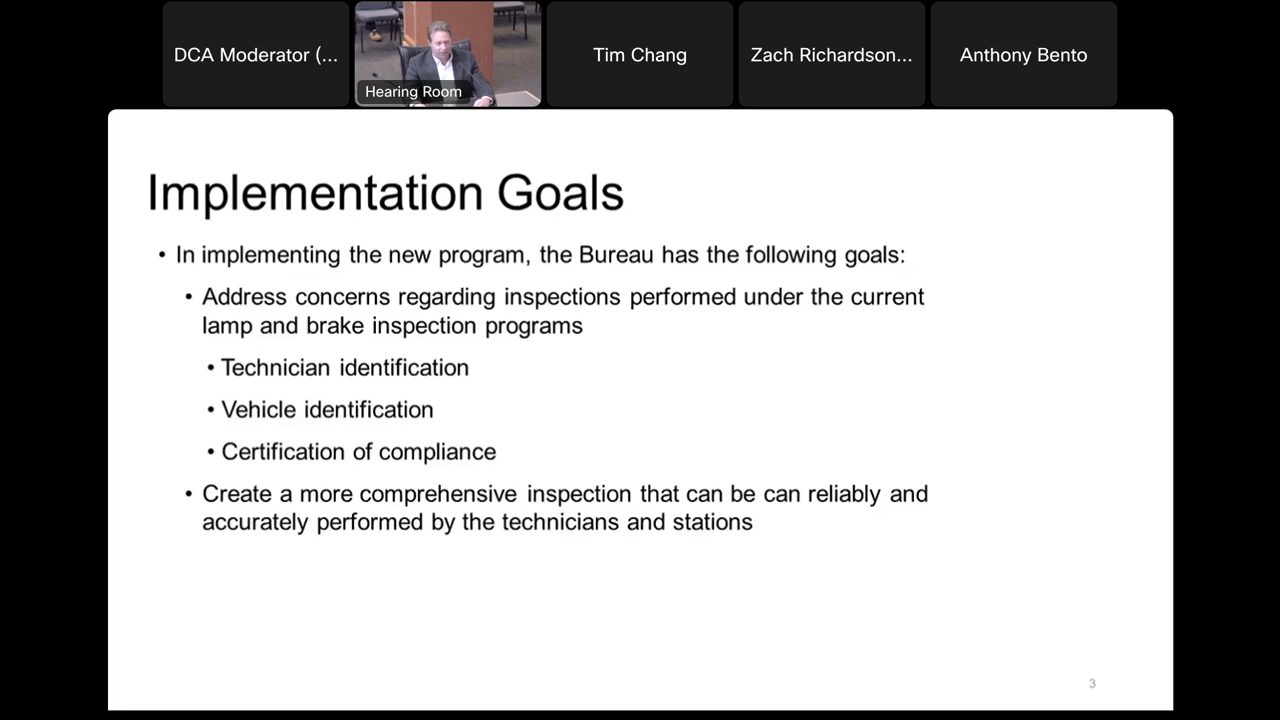 DCA Moderator (...
Hearing Room
Tim Chang
Zach Richardson...
Anthony Bento
Implementation Goals
• In implementing the new program, the Bureau has the following goals:
• Address concerns regarding inspections performed under the current
lamp and brake inspection programs
• Technician identification
• Vehicle identification
• Certification of compliance
• Create a more comprehensive inspection that can be can reliably and
accurately performed by the technicians and stations
3